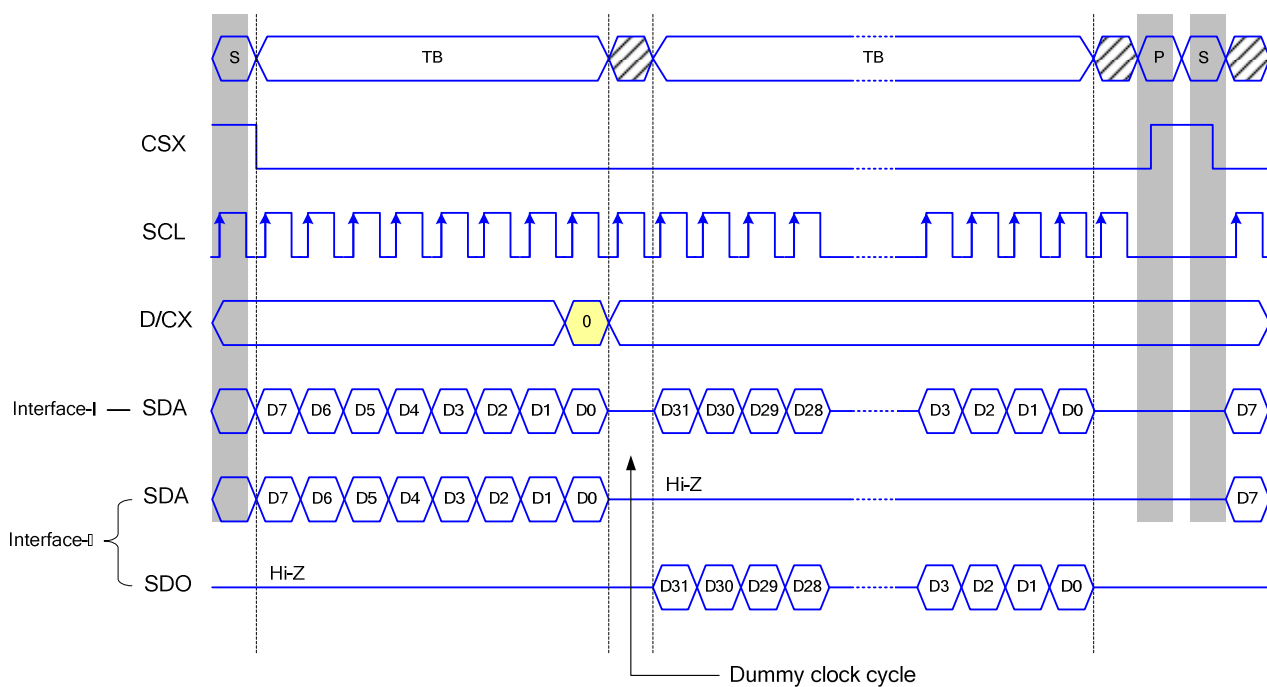 S TB TB P S
CSX
SCL
D/CX 0
Interface-I SDA D7 D6 D5 D4 D3 D2 D1 D0 D31 D30 D29 D28 D3 D2 D1 D0 D7
SDA D7 D6 D5 D4 D3 D2 D1 D0 Hi-Z D7
Interface-▯
SDO Hi-Z D31 D30 D29 D28 D3 D2 D1 D0
Dummy clock cycle